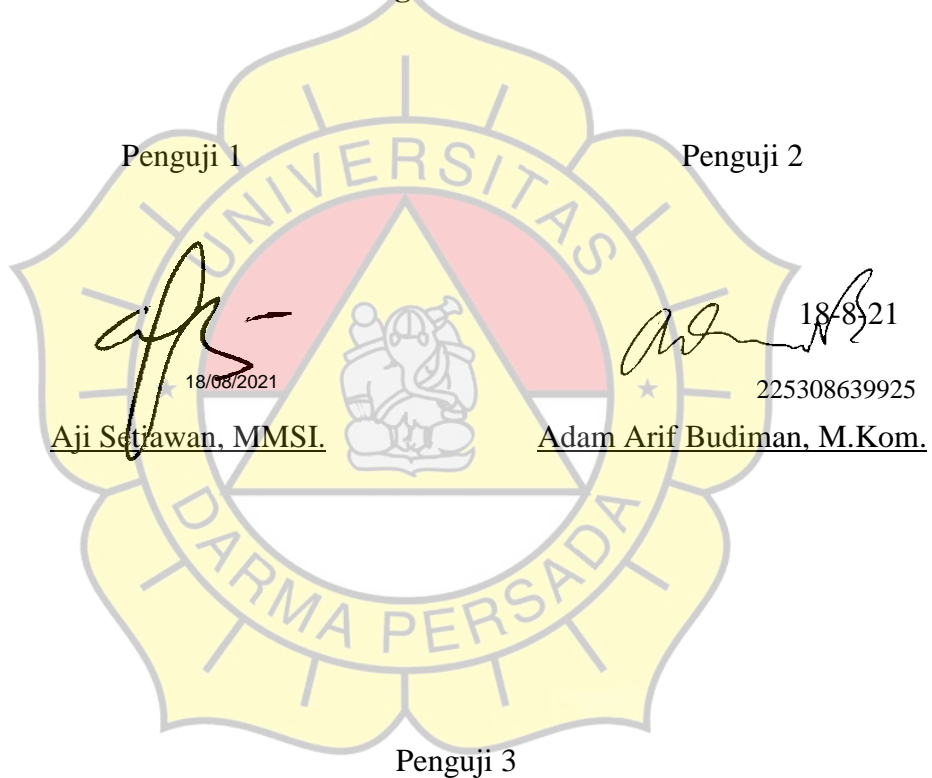 Penguji 1
Penguji 2
UNIVERSITAS
18-8-21
18/08/2021
225308639925
Aji Setiawan, MMSI.
Adam Arif Budiman, M.Kom.
DARMA PERSADA
Penguji 3